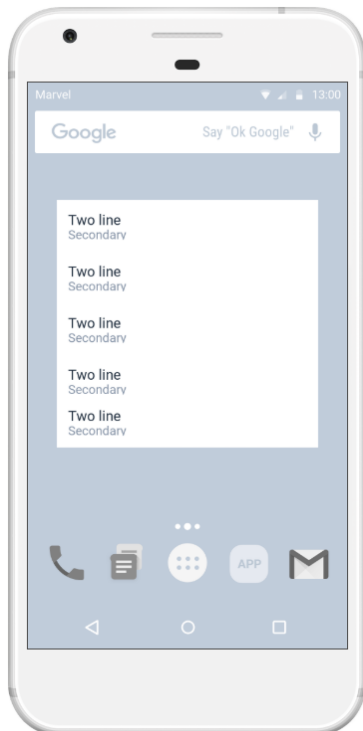 Marvel 13:00
Google Say "Ok Google"
Two line
Secondary
Two line
Secondary
Two line
Secondary
Two line
Secondary
Two line
Secondary
APP